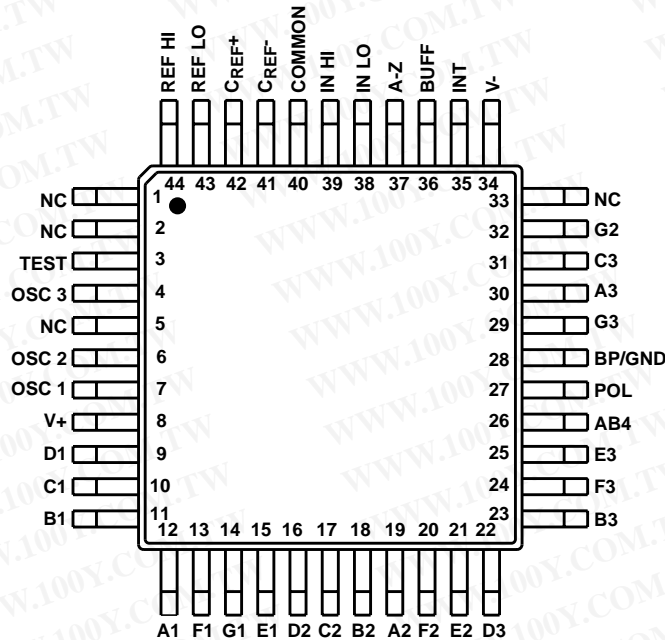 REF HI
REF LO
CREF+
CREF-
COMMON
IN HI
IN LO
A-Z
BUFF
INT
V-
44 43 42 41 40 39 38 37 36 35 34
NC 1
NC 2
TEST 3
OSC 3 4
NC 5
OSC 2 6
OSC 1 7
V+ 8
D1 9
C1 10
B1 11
33 NC
32 G2
31 C3
30 A3
29 G3
28 BP/GND
27 POL
26 AB4
25 E3
24 F3
23 B3
12 13 14 15 16 17 18 19 20 21 22
A1 F1 G1 E1 D2 C2 B2 A2 F2 E2 D3
WWW.100Y.COM.TW